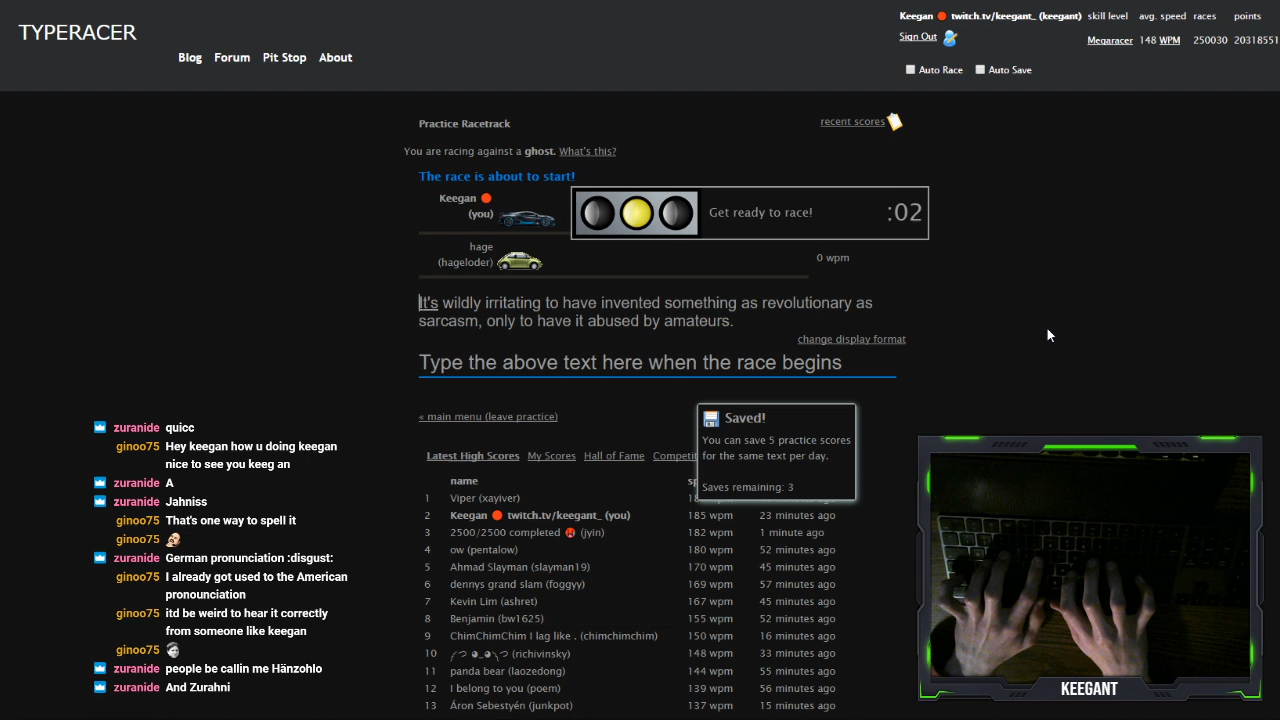 TYPERACER
Blog Forum Pit Stop About
Keegan twitch.tv/keegant_ (keegant) skill level avg. speed races points
Sign Out Megaracer 148 WPM 250030 20318551
Auto Race Auto Save
Practice Racetrack
recent scores
You are racing against a ghost. What's this?
The race is about to start!
Keegan
(you)
Get ready to race! :02
hage
(hageloder)
0 wpm
It's wildly irritating to have invented something as revolutionary as
sarcasm, only to have it abused by amateurs.
change display format
Type the above text here when the race begins
« main menu (leave practice)
Saved!
You can save 5 practice scores
for the same text per day.
Saves remaining: 3
Latest High Scores My Scores Hall of Fame
name
1 Viper (xayiver)
2 Keegan twitch.tv/keegant_ (you) 185 wpm 23 minutes ago
3 2500/2500 completed (jyin) 182 wpm 1 minute ago
4 ow (pentalow) 180 wpm 52 minutes ago
5 Ahmad Slayman (slayman19) 170 wpm 45 minutes ago
6 dennys grand slam (foggyy) 169 wpm 57 minutes ago
7 Kevin Lim (ashret) 167 wpm 45 minutes ago
8 Benjamin (bw1625) 155 wpm 52 minutes ago
9 ChimChimChim I lag like . (chimchimchim) 150 wpm 16 minutes ago
10 (richivinsky) 148 wpm 33 minutes ago
11 panda bear (laozedong) 144 wpm 55 minutes ago
12 I belong to you (poem) 139 wpm 56 minutes ago
13 Áron Sebestyén (junkpot) 137 wpm 15 minutes ago
zuranide quicc
ginoo75 Hey keegan how u doing keegan
nice to see you keeg an
zuranide A
zuranide Jahniss
ginoo75 That's one way to spell it
ginoo75
zuranide German pronunciation :disgust:
ginoo75 I already got used to the American
pronounciation
ginoo75 itd be weird to hear it correctly
from someone like keegan
ginoo75
zuranide people be callin me Hänzohlo
zuranide And Zurahni
KEEGANT